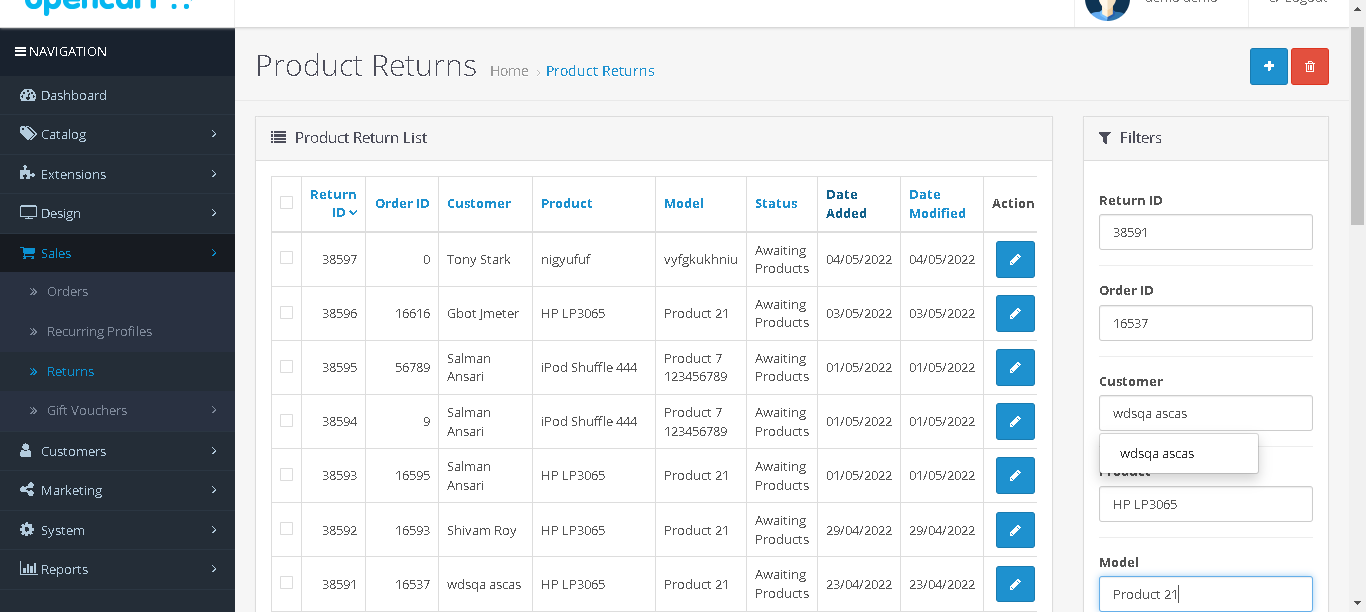 opencart
demo demo
Logout
NAVIGATION
Dashboard
Catalog
Extensions
Design
Sales
Orders
Recurring Profiles
Returns
Gift Vouchers
Customers
Marketing
System
Reports
Product Returns Home › Product Returns
Product Return List
Return ID Order ID Customer Product Model Status Date Added Date Modified Action
38597 0 Tony Stark nigyufuf vyfgkukhniu Awaiting Products 04/05/2022 04/05/2022
38596 16616 Gbot Jmeter HP LP3065 Product 21 Awaiting Products 03/05/2022 03/05/2022
38595 56789 Salman Ansari iPod Shuffle 444 Product 7 123456789 Awaiting Products 01/05/2022 01/05/2022
38594 9 Salman Ansari iPod Shuffle 444 Product 7 123456789 Awaiting Products 01/05/2022 01/05/2022
38593 16595 Salman Ansari HP LP3065 Product 21 Awaiting Products 01/05/2022 01/05/2022
38592 16593 Shivam Roy HP LP3065 Product 21 Awaiting Products 29/04/2022 29/04/2022
38591 16537 wdsqa ascas HP LP3065 Product 21 Awaiting Products 23/04/2022 23/04/2022
Filters
Return ID
38591
Order ID
16537
Customer
wdsqa ascas
wdsqa ascas
Product
HP LP3065
Model
Product 21